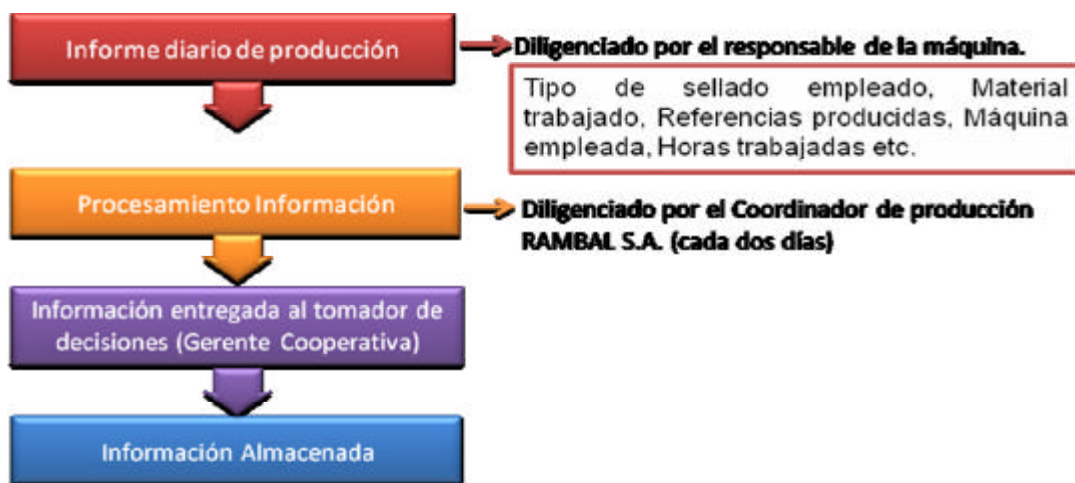 Informe diario de producción
Diligenciado por el responsable de la máquina.
Tipo de sellado empleado, Material
trabajado, Referencias producidas, Máquina
empleada, Horas trabajadas etc.
Procesamiento Información
Diligenciado por el Coordinador de producción
RAMBAL S.A. (cada dos días)
Información entregada al tomador de
decisiones (Gerente Cooperativa)
Información Almacenada